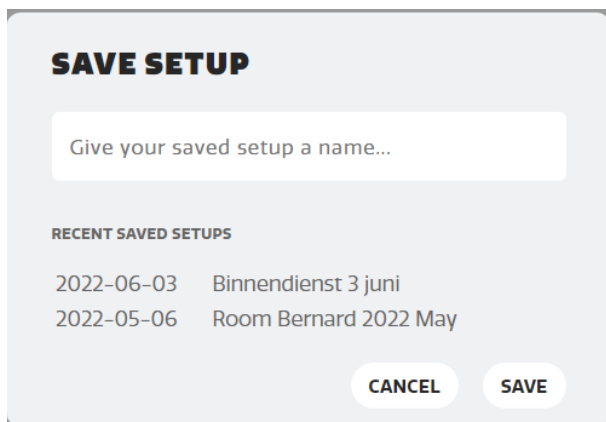 SAVE SETUP
Give your saved setup a name...
RECENT SAVED SETUPS
2022-06-03 Binnendienst 3 juni
2022-05-06 Room Bernard 2022 May
CANCEL SAVE